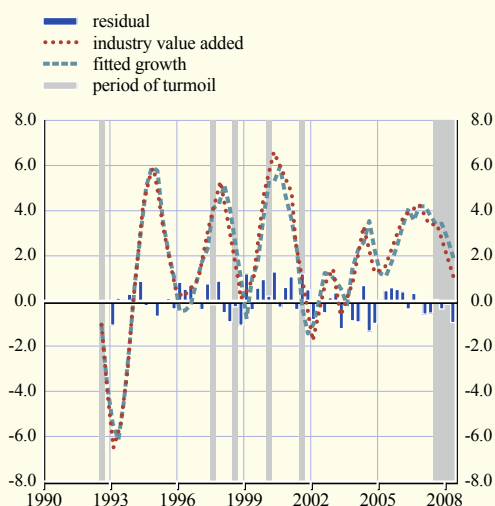 residual
industry value added
fitted growth
period of turmoil
8.0 8.0
6.0 6.0
4.0 4.0
2.0 2.0
0.0 0.0
-2.0 -2.0
-4.0 -4.0
-6.0 -6.0
-8.0 -8.0
1990 1993 1996 1999 2002 2005 2008